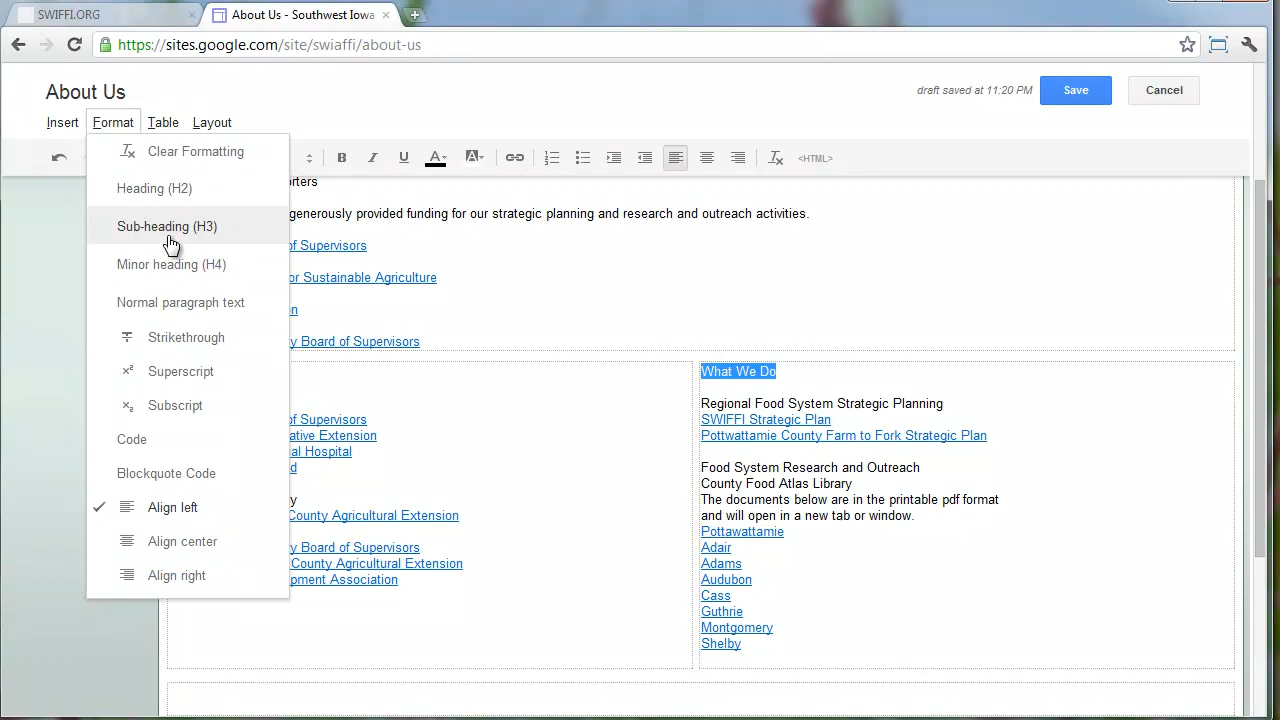 SWIFFI.ORG
About Us - Southwest Iowa
https://sites.google.com/site/swiaffi/about-us
About Us
draft saved at 11:20 PM
Save
Cancel
Insert
Format
Table
Layout
B I U A A <HTML>
Clear Formatting
Heading (H2)
Sub-heading (H3)
Minor heading (H4)
Normal paragraph text
Strikethrough
Superscript
Subscript
Code
Blockquote Code
Align left
Align center
Align right
orters
generously provided funding for our strategic planning and research and outreach activities.
of Supervisors
or Sustainable Agriculture
en
y Board of Supervisors
of Supervisors
ative Extension
al Hospital
d
y
County Agricultural Extension
y Board of Supervisors
County Agricultural Extension
pment Association
What We Do
Regional Food System Strategic Planning
SWIFFI Strategic Plan
Pottwattamie County Farm to Fork Strategic Plan
Food System Research and Outreach
County Food Atlas Library
The documents below are in the printable pdf format
and will open in a new tab or window.
Pottawattamie
Adair
Adams
Audubon
Cass
Guthrie
Montgomery
Shelby